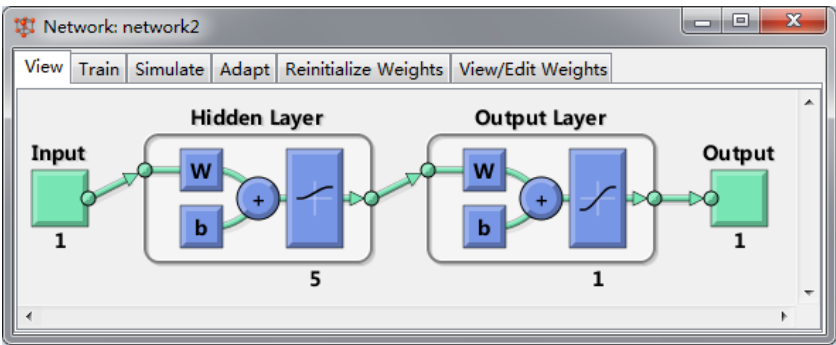 Network: network2
View Train Simulate Adapt Reinitialize Weights View/Edit Weights
Hidden Layer Output Layer
Input Output
W W
+ +
b b
1 1
5 1